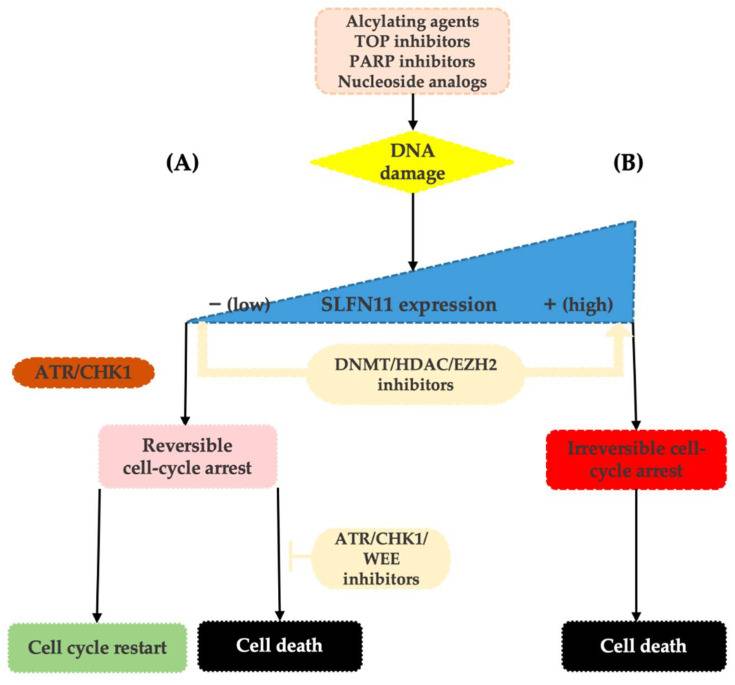 Alcylating agents
TOP inhibitors
PARP inhibitors
Nucleoside analogs
(A)
DNA
damage
(B)
− (low)
SLFN11 expression
+ (high)
DNMT/HDAC/EZH2
inhibitors
ATR/CHK1
Reversible
cell-cycle arrest
Irreversible cell-
cycle arrest
ATR/CHK1/
WEE
inhibitors
Cell cycle restart
Cell death
Cell death